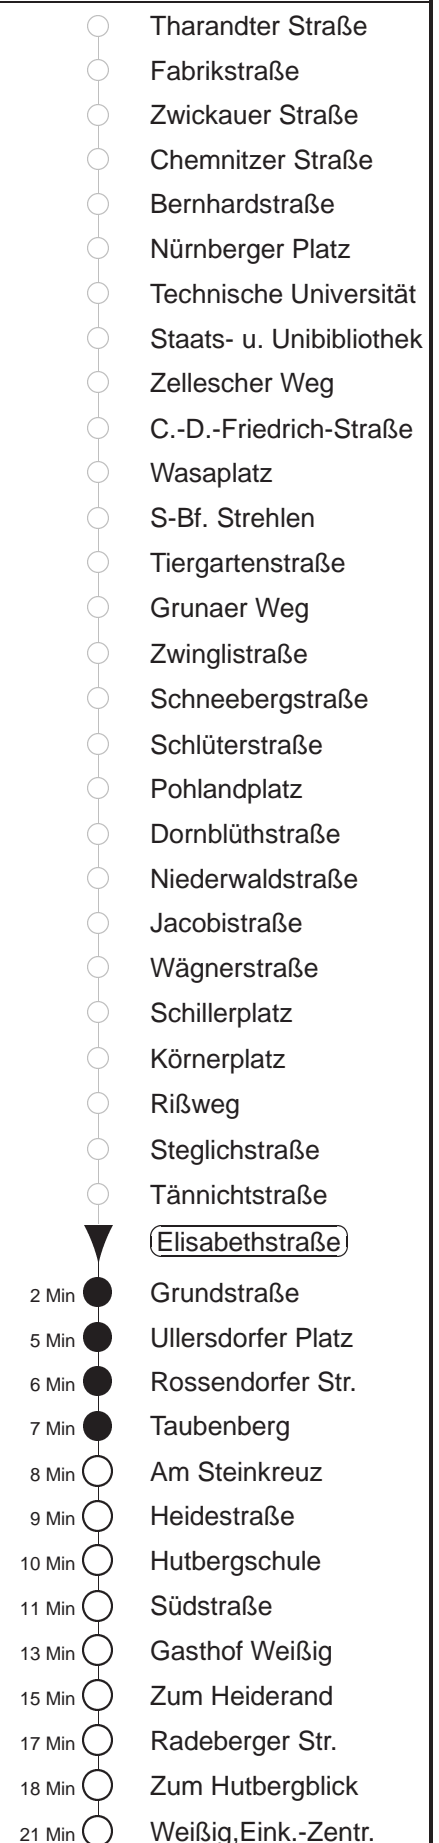 Tharandter Straße
Fabrikstraße
Zwickauer Straße
Chemnitzer Straße
Bernhardstraße
Nürnberger Platz
Technische Universität
Staats- u. Unibibliothek
Zellescher Weg
C.-D.-Friedrich-Straße
Wasaplatz
S-Bf. Strehlen
Tiergartenstraße
Grunaer Weg
Zwinglistraße
Schneebergstraße
Schlüterstraße
Pohlandplatz
Dornblüthstraße
Niederwaldstraße
Jacobistraße
Wägnerstraße
Schillerplatz
Körnerplatz
Rißweg
Steglichstraße
Tännichtstraße
Elisabethstraße
2 Min Grundstraße
5 Min Ullersdorfer Platz
6 Min Rossendorfer Str.
7 Min Taubenberg
8 Min Am Steinkreuz
9 Min Heidestraße
10 Min Hutbergschule
11 Min Südstraße
13 Min Gasthof Weißig
15 Min Zum Heiderand
17 Min Radeberger Str.
18 Min Zum Hutbergblick
21 Min Weißig,Eink.-Zentr.